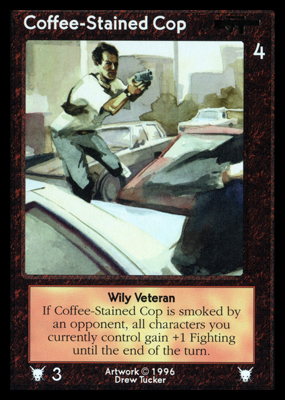 Coffee-Stained Cop
4
Wily Veteran
If Coffee-Stained Cop is smoked by
an opponent, all characters you
currently control gain +1 Fighting
until the end of the turn.
3
Artwork © 1996
Drew Tucker